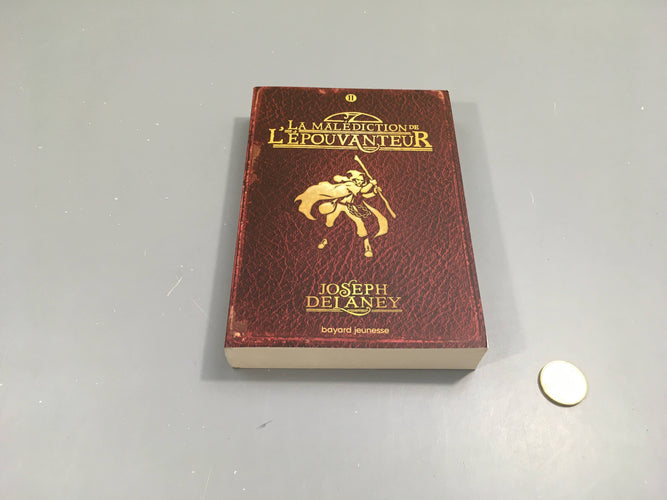 II
LA MALÉDICTION DE
L'ÉPOUVANTEUR
JOSEPH
DELANEY
bayard jeunesse